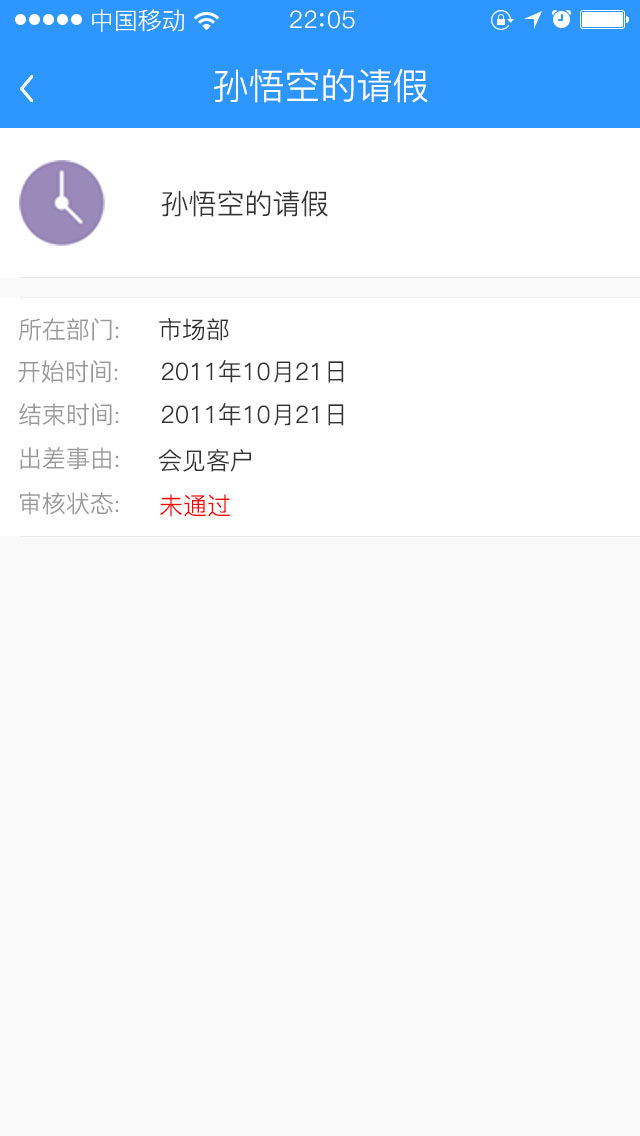 中国移动 22:05
孙悟空的请假
孙悟空的请假
所在部门: 市场部
开始时间: 2011年10月21日
结束时间: 2011年10月21日
出差事由: 会见客户
审核状态: 未通过